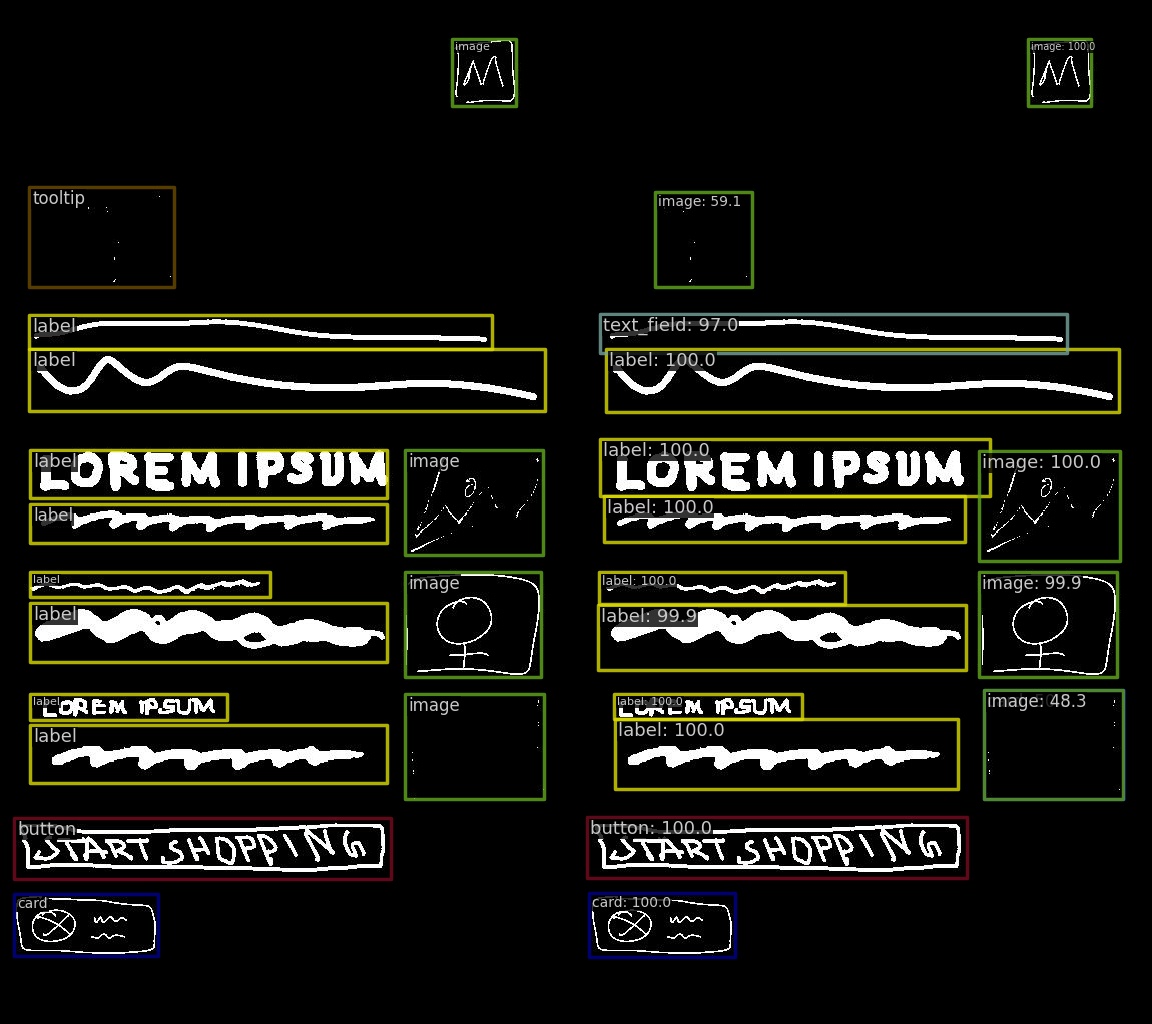 image
image: 100.0
M
M
tooltip
image: 59.1
label
text_field: 97.0
label
label: 100.0
label
LOREM IPSUM
image
label: 100.0
LOREM IPSUM
image: 100.0
label
label: 100.0
label
image
label: 100.0
image: 99.9
label
label: 99.9
label
LOREM IPSUM
image
label: 100.0
LOREM IPSUM
image: 48.3
label
label: 100.0
button
START SHOPPING
button: 100.0
START SHOPPING
card
card: 100.0